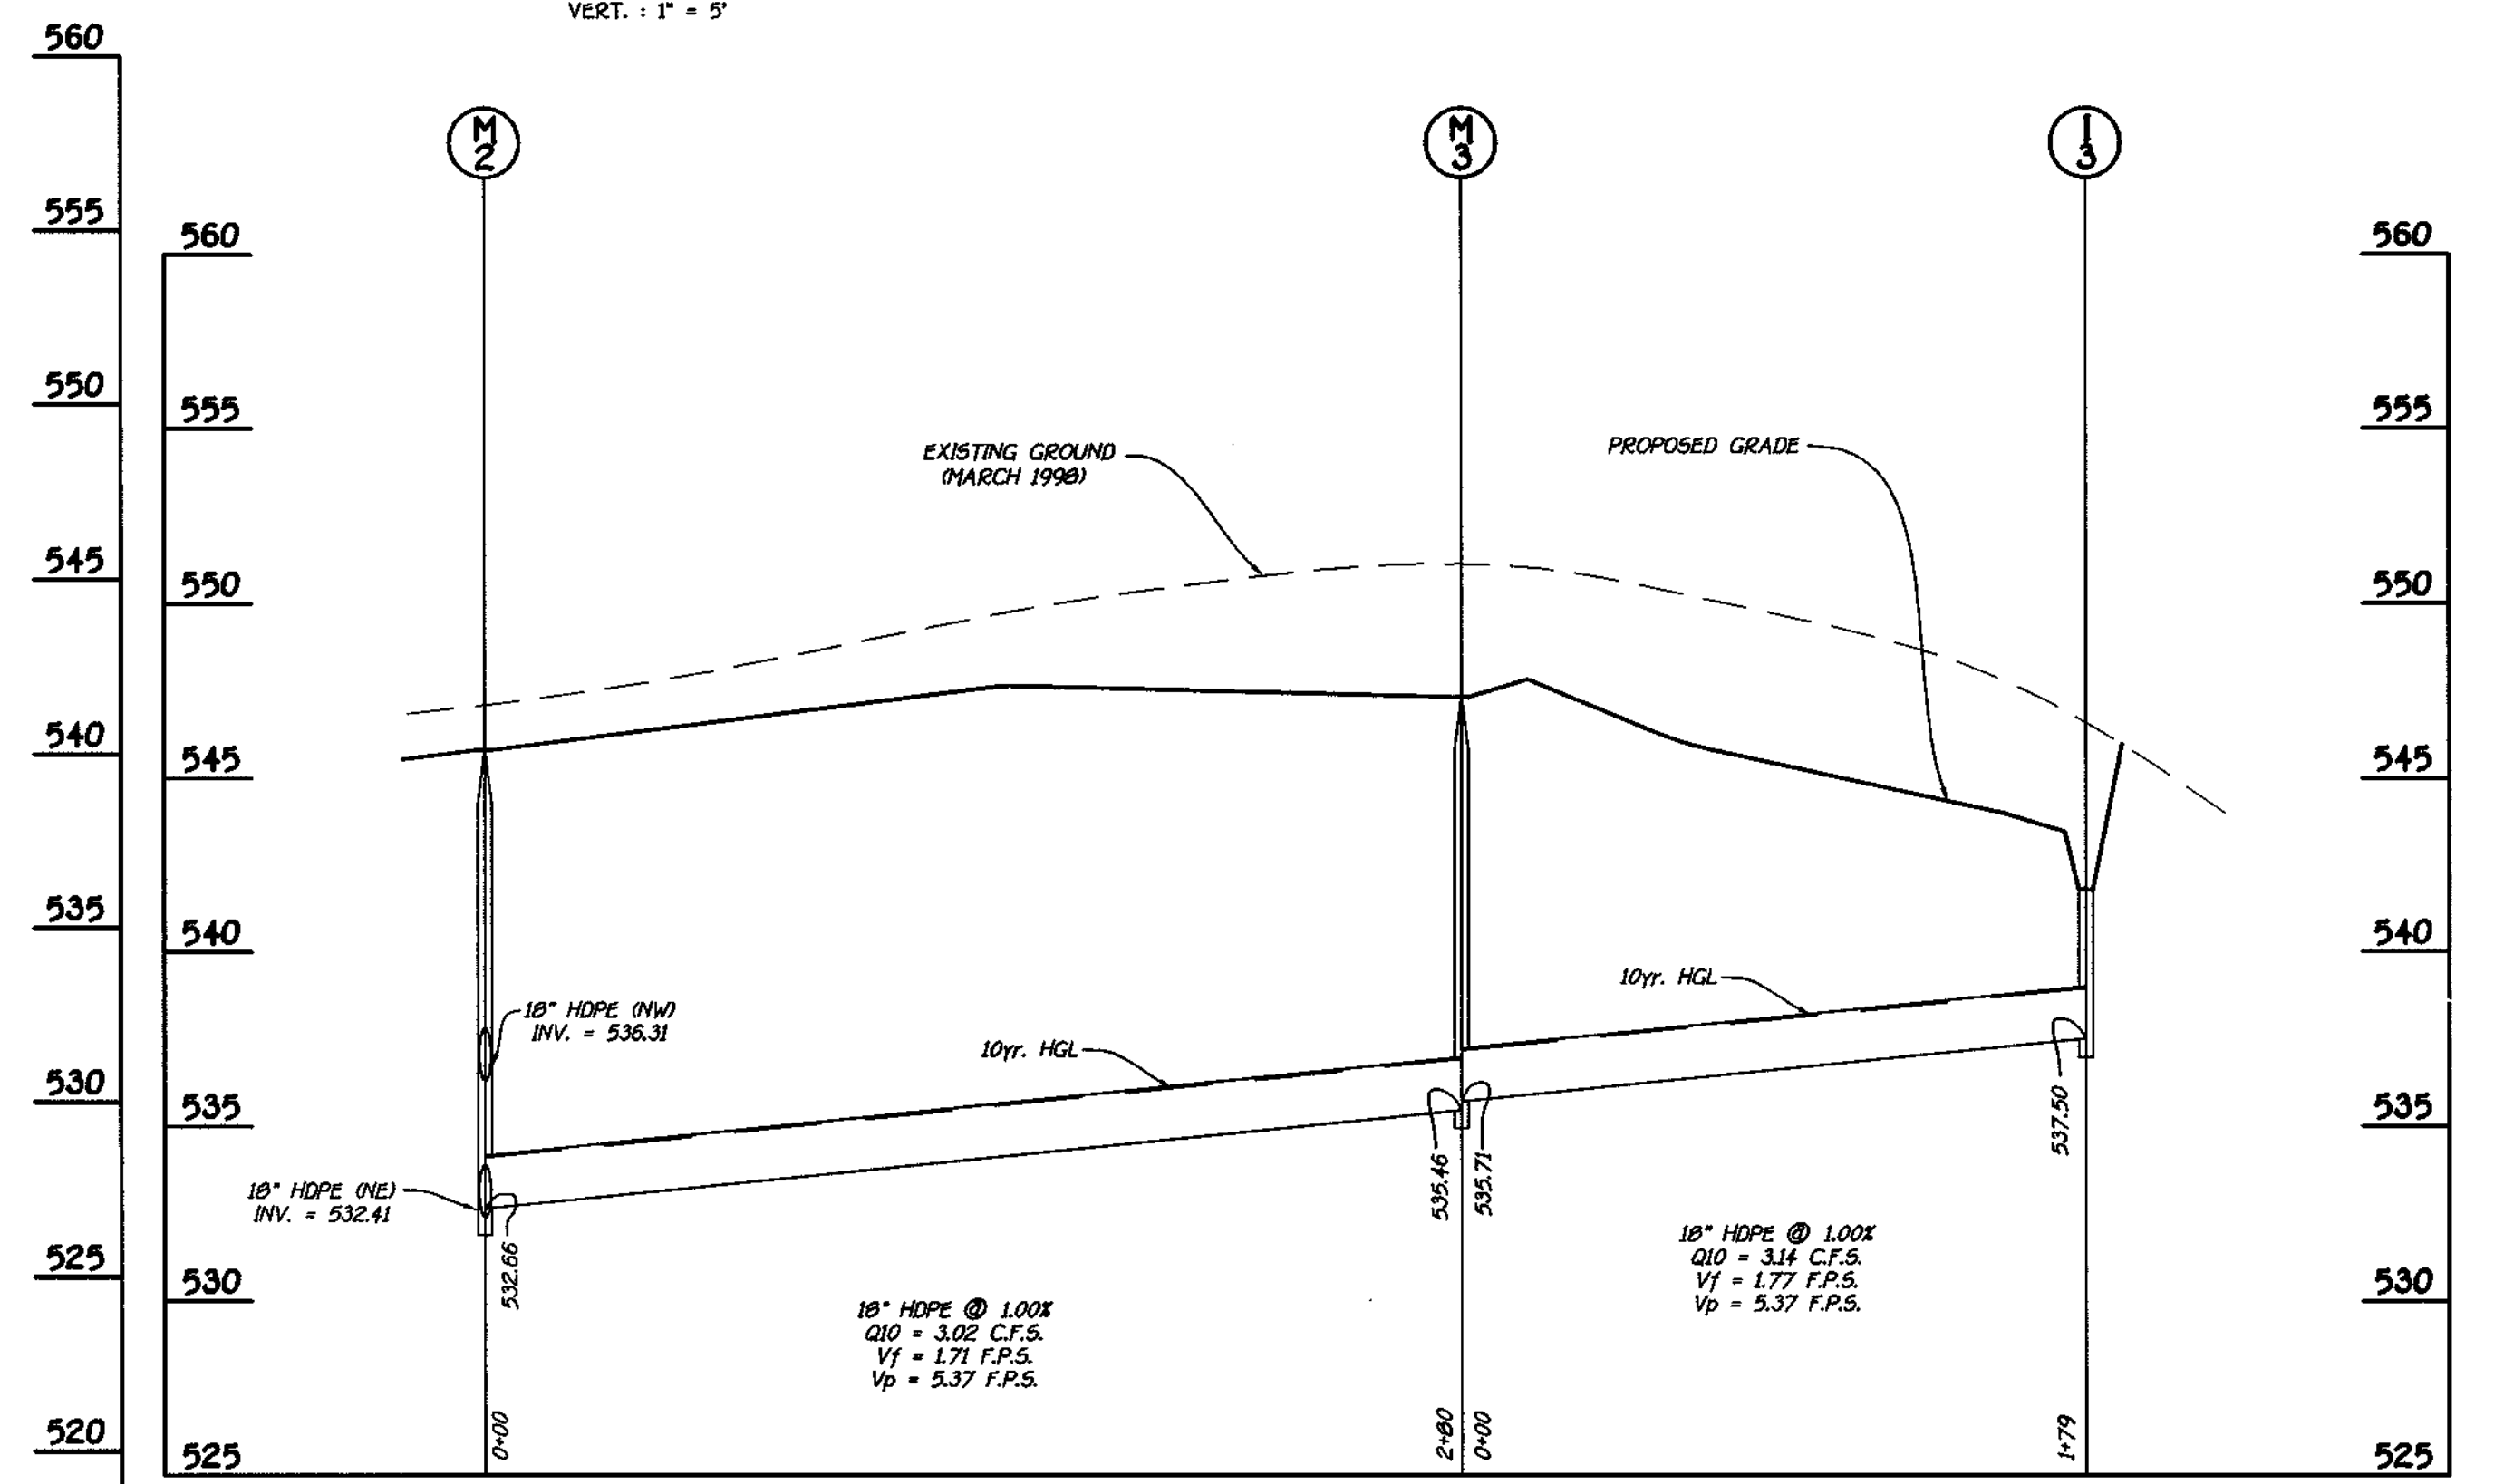 VERT. : 1" = 5'
560
555
550
545
540
535
530
525
520
560
555
550
545
540
535
530
525
M
2
M
3
I
3
560
555
550
545
540
535
530
525
EXISTING GROUND
(MARCH 1998)
PROPOSED GRADE
18" HDPE (NW)
INV. = 536.31
10yr. HGL
10yr. HGL
18" HDPE (NE)
INV. = 532.41
532.66
535.46
535.71
537.50
18" HDPE @ 1.00%
Q10 = 3.02 C.F.S.
Vf = 1.71 F.P.S.
Vp = 5.37 F.P.S.
18" HDPE @ 1.00%
Q10 = 3.14 C.F.S.
Vf = 1.77 F.P.S.
Vp = 5.37 F.P.S.
0+00
2+80
0+00
1+79